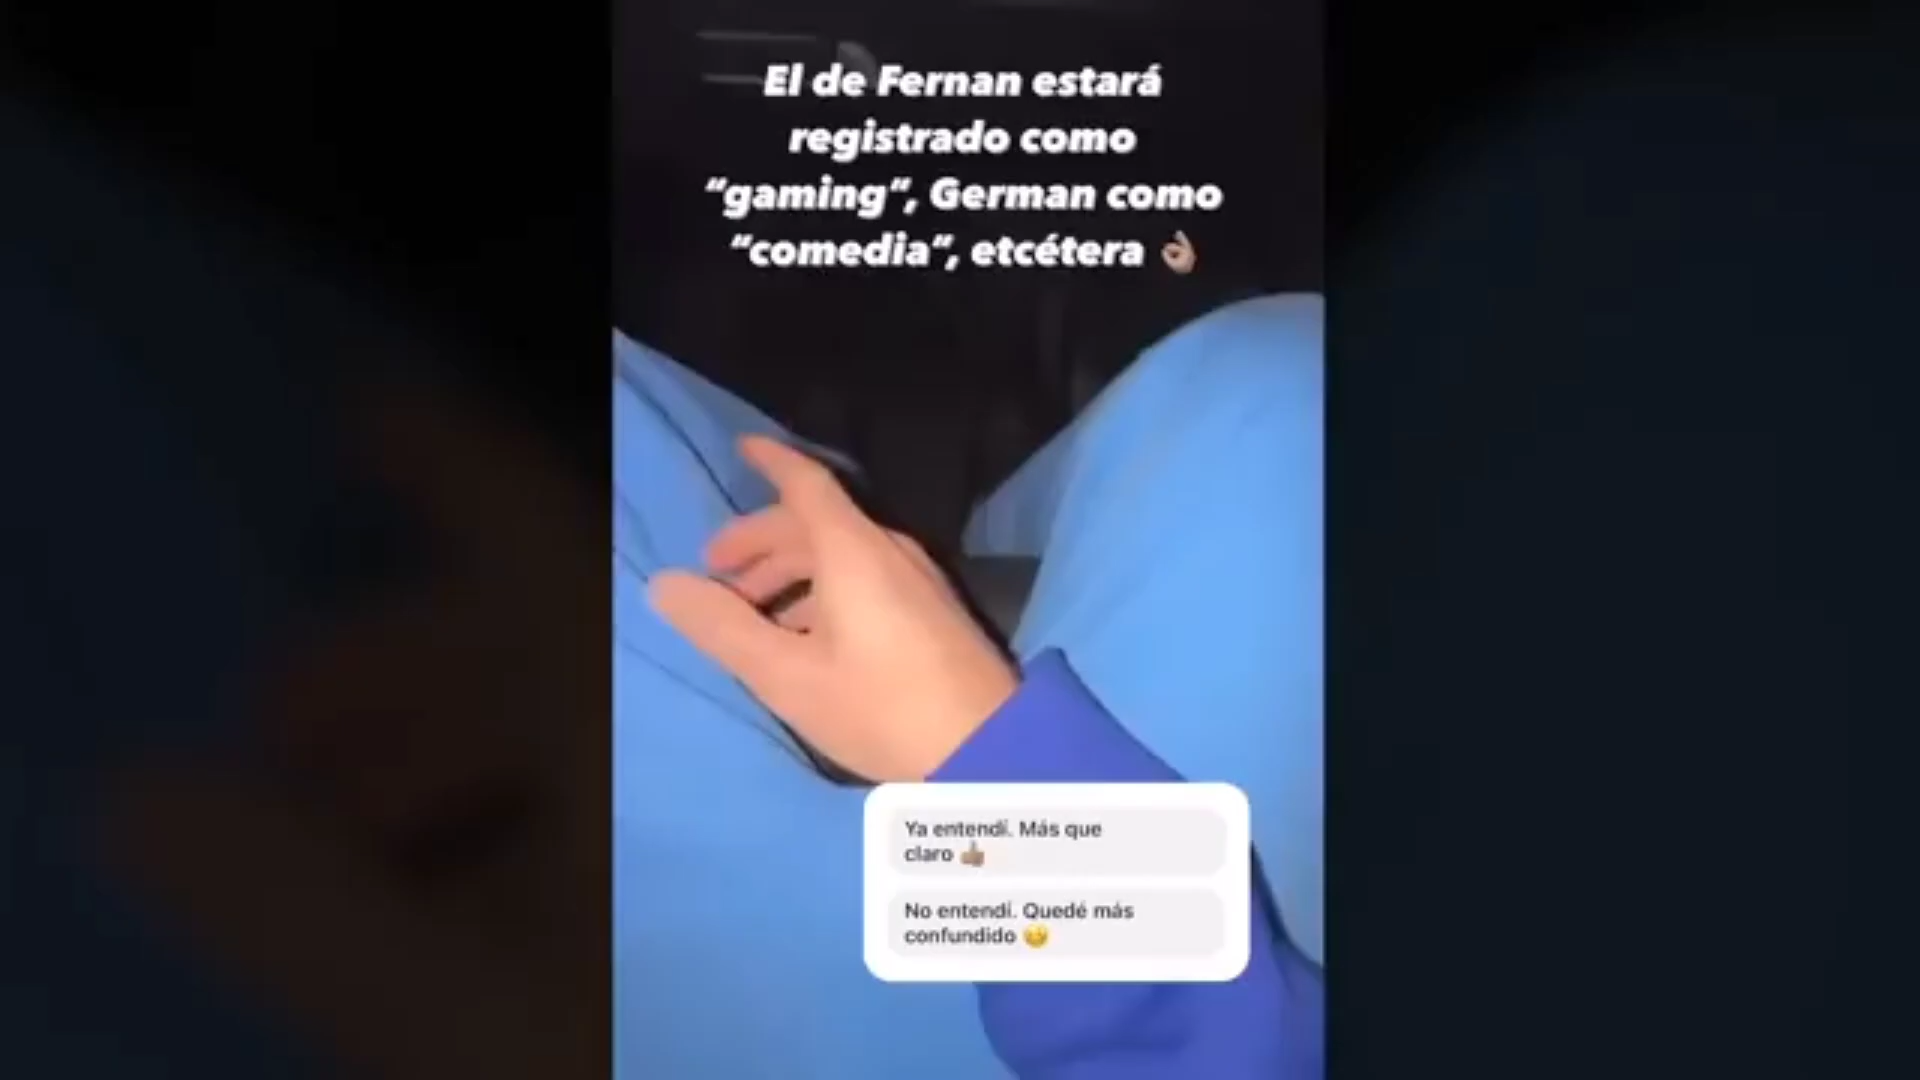 El de Fernan estará
registrado como
“gaming”, German como
“comedia”, etcétera 👌🏼
Ya entendí. Más que
claro 👍🏽
No entendí. Quedé más
confundido 🥴